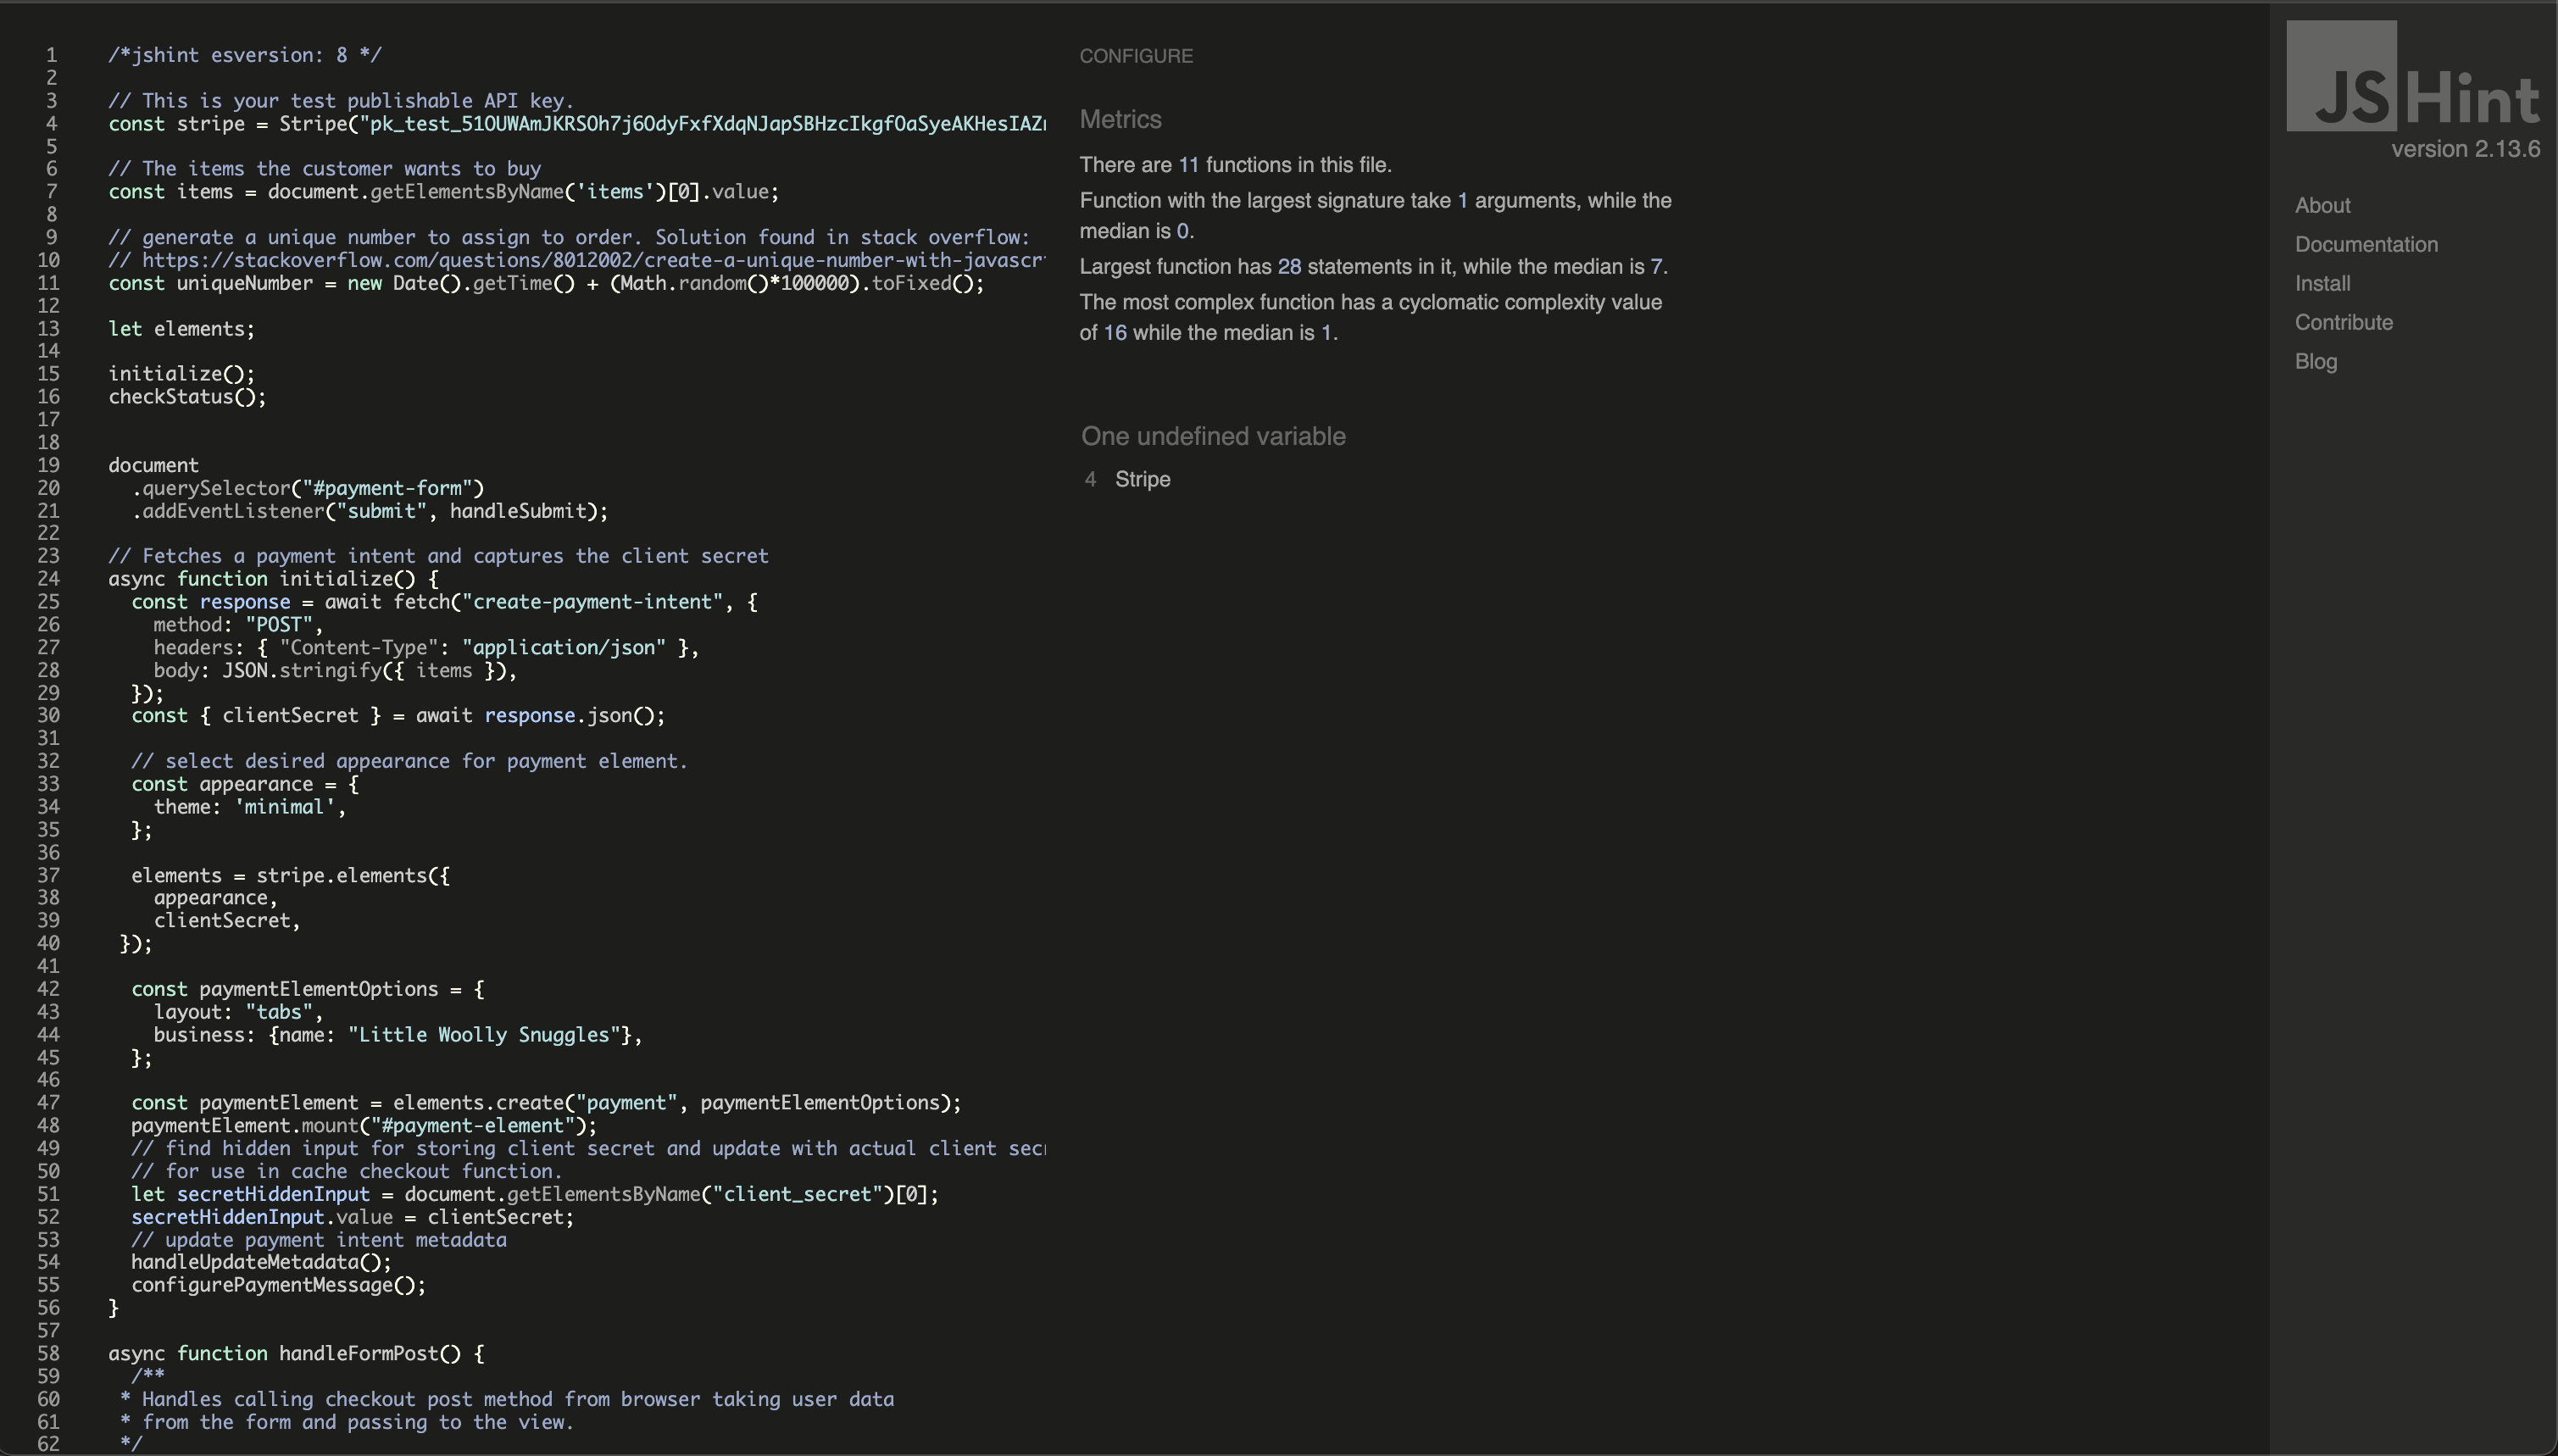 1 /*jshint esversion: 8 */
2
3 // This is your test publishable API key.
4 const stripe = Stripe("pk_test_51OUWAmJKRSOh7j6OdyFxfXdqNJapSBHzcIkgfOaSyeAKHesIAZ
5
6 // The items the customer wants to buy
7 const items = document.getElementsByName('items')[0].value;
8
9 // generate a unique number to assign to order. Solution found in stack overflow:
10 // https://stackoverflow.com/questions/8012002/create-a-unique-number-with-javascr
11 const uniqueNumber = new Date().getTime() + (Math.random()*100000).toFixed();
12
13 let elements;
14
15 initialize();
16 checkStatus();
17
18
19 document
20 .querySelector("#payment-form")
21 .addEventListener("submit", handleSubmit);
22
23 // Fetches a payment intent and captures the client secret
24 async function initialize() {
25 const response = await fetch("create-payment-intent", {
26 method: "POST",
27 headers: { "Content-Type": "application/json" },
28 body: JSON.stringify({ items }),
29 });
30 const { clientSecret } = await response.json();
31
32 // select desired appearance for payment element.
33 const appearance = {
34 theme: 'minimal',
35 };
36
37 elements = stripe.elements({
38 appearance,
39 clientSecret,
40 });
41
42 const paymentElementOptions = {
43 layout: "tabs",
44 business: {name: "Little Woolly Snuggles"},
45 };
46
47 const paymentElement = elements.create("payment", paymentElementOptions);
48 paymentElement.mount("#payment-element");
49 // find hidden input for storing client secret and update with actual client sec
50 // for use in cache checkout function.
51 let secretHiddenInput = document.getElementsByName("client_secret")[0];
52 secretHiddenInput.value = clientSecret;
53 // update payment intent metadata
54 handleUpdateMetadata();
55 configurePaymentMessage();
56 }
57
58 async function handleFormPost() {
59 /**
60 * Handles calling checkout post method from browser taking user data
61 * from the form and passing to the view.
62 */
CONFIGURE
Metrics
There are 11 functions in this file.
Function with the largest signature take 1 arguments, while the
median is 0.
Largest function has 28 statements in it, while the median is 7.
The most complex function has a cyclomatic complexity value
of 16 while the median is 1.
One undefined variable
4 Stripe
JSHint
version 2.13.6
About
Documentation
Install
Contribute
Blog